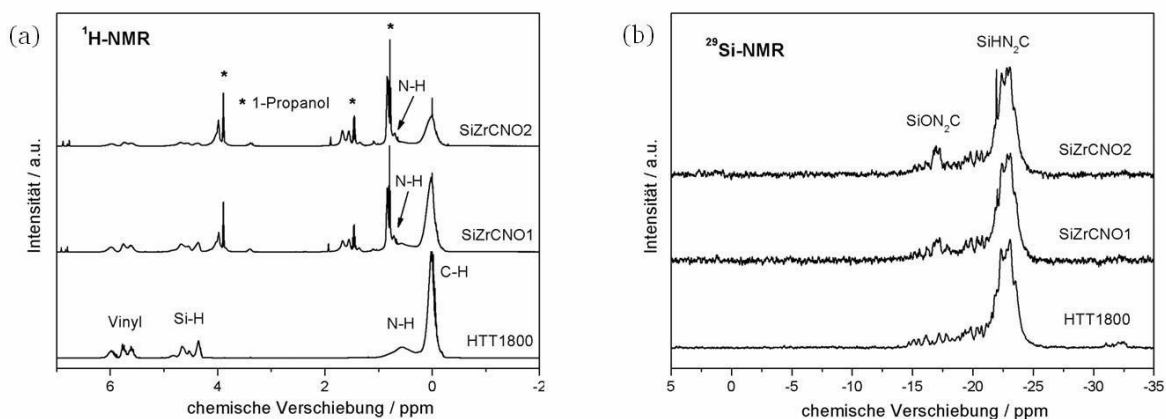 (a)
¹H-NMR
*
*
* 1-Propanol
*
N-H
SiZrCNO2
N-H
SiZrCNO1
C-H
Vinyl
Si-H
N-H
HTT1800
Intensität / a.u.
6
4
2
0
-2
chemische Verschiebung / ppm
(b)
²⁹Si-NMR
SiHN₂C
SiON₂C
SiZrCNO2
SiZrCNO1
HTT1800
Intensität / a.u.
5
0
-5
-10
-15
-20
-25
-30
-35
chemische Verschiebung / ppm